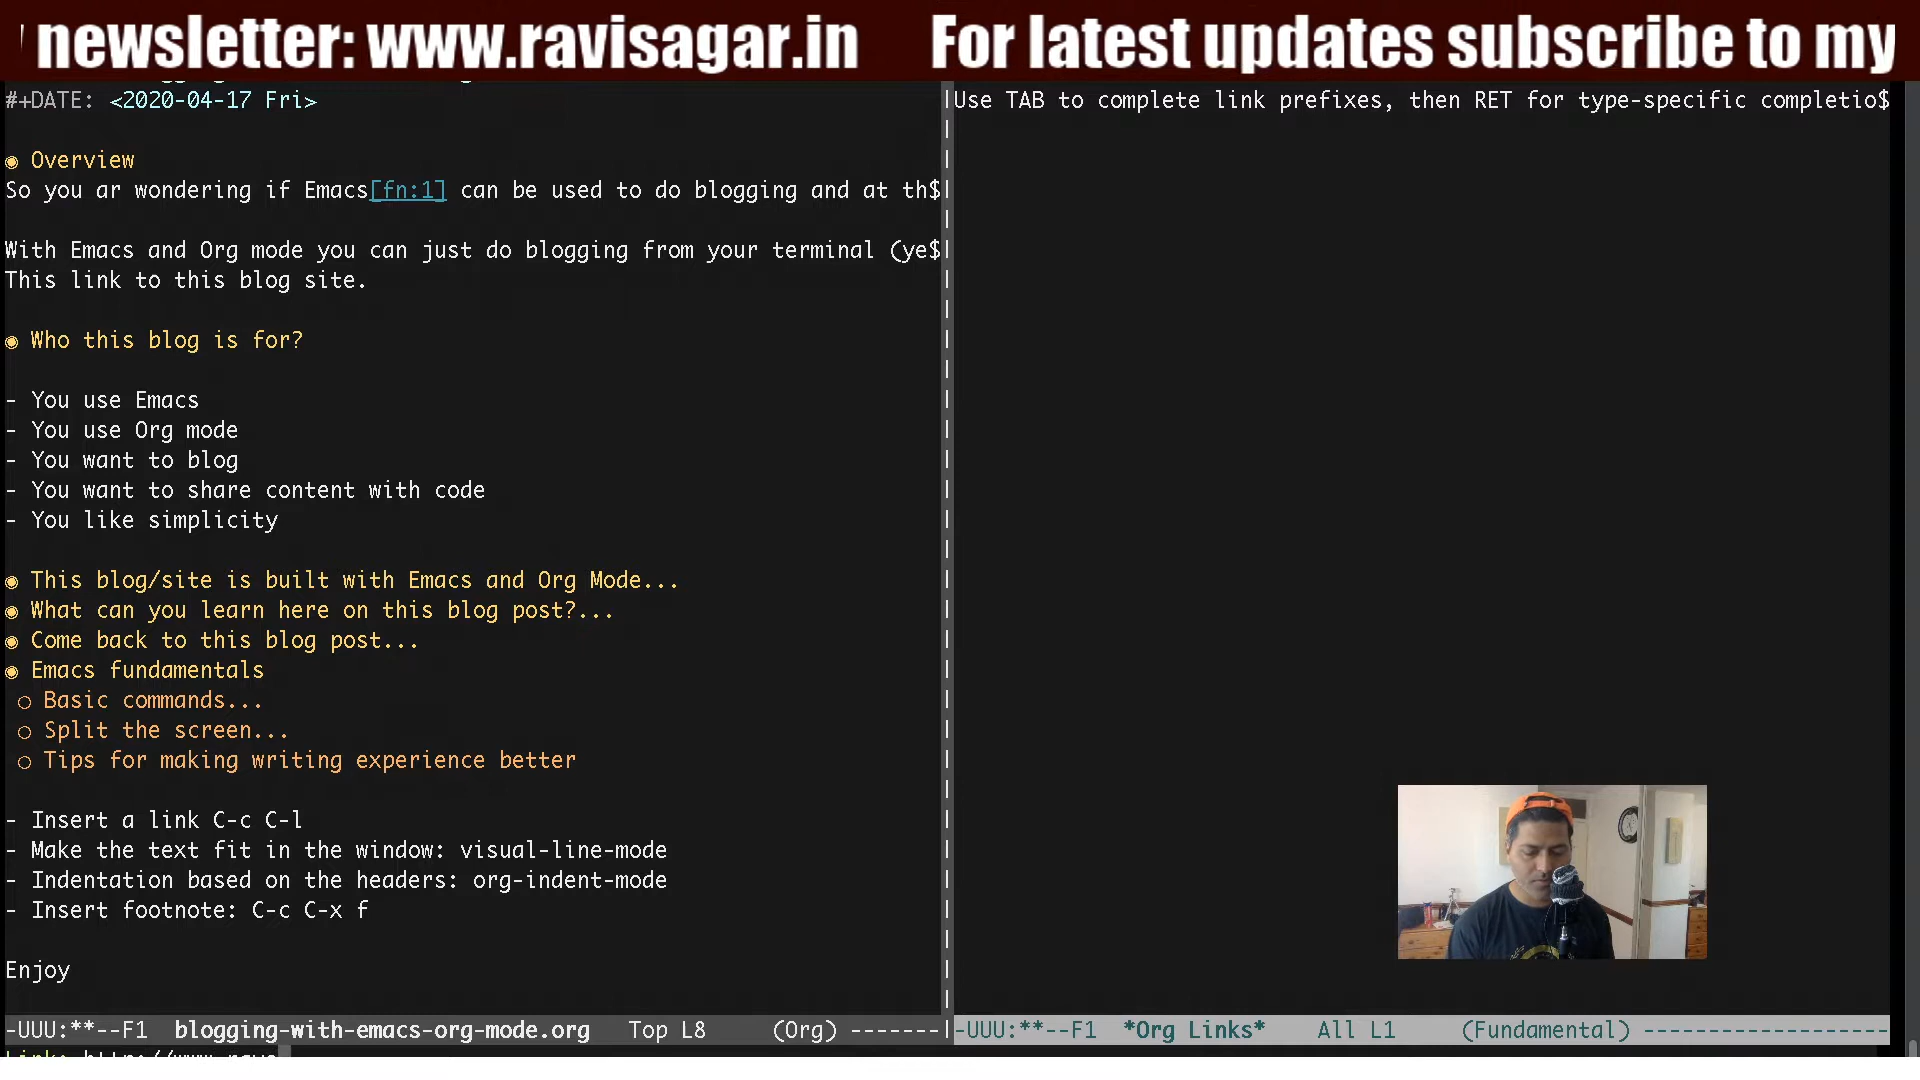 newsletter: www.ravisagar.in For latest updates subscribe to my
#+DATE: <2020-04-17 Fri>
◉ Overview
So you ar wondering if Emacs[fn:1] can be used to do blogging and at th$
With Emacs and Org mode you can just do blogging from your terminal (ye$
This link to this blog site.
◉ Who this blog is for?
- You use Emacs
- You use Org mode
- You want to blog
- You want to share content with code
- You like simplicity
◉ This blog/site is built with Emacs and Org Mode...
◉ What can you learn here on this blog post?...
◉ Come back to this blog post...
◉ Emacs fundamentals
○ Basic commands...
○ Split the screen...
○ Tips for making writing experience better
- Insert a link C-c C-l
- Make the text fit in the window: visual-line-mode
- Indentation based on the headers: org-indent-mode
- Insert footnote: C-c C-x f
Enjoy
-UUU:**--F1 blogging-with-emacs-org-mode.org Top L8 (Org) -------
Use TAB to complete link prefixes, then RET for type-specific completio$
-UUU:**--F1 *Org Links* All L1 (Fundamental) -------------------
Link: http://www.